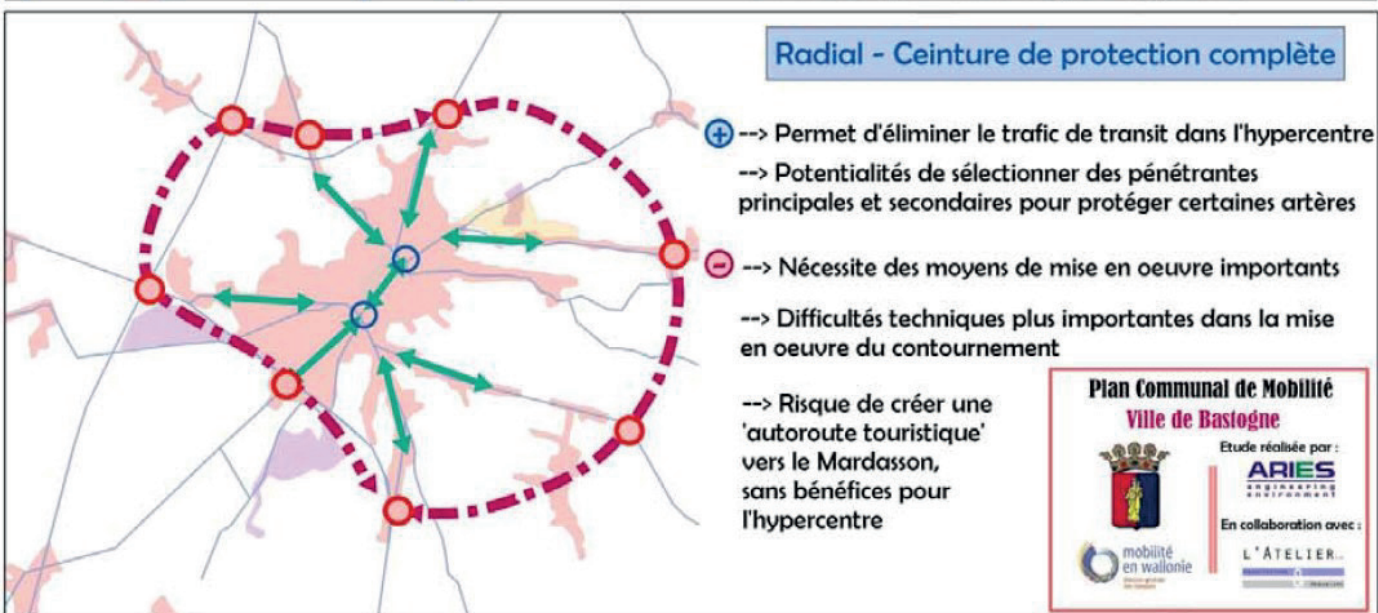 Radial - Ceinture de protection complète
+ --> Permet d'éliminer le trafic de transit dans l'hypercentre
--> Potentialités de sélectionner des pénétrantes
principales et secondaires pour protéger certaines artères
- --> Nécessite des moyens de mise en oeuvre importants
--> Difficultés techniques plus importantes dans la mise
en oeuvre du contournement
--> Risque de créer une
'autoroute touristique'
vers le Mardasson,
sans bénéfices pour
l'hypercentre
Plan Communal de Mobilité
Ville de Bastogne
Etude réalisée par :
ARIES
engineering
environment
En collaboration avec :
L'ATELIER
mobilité
en wallonie